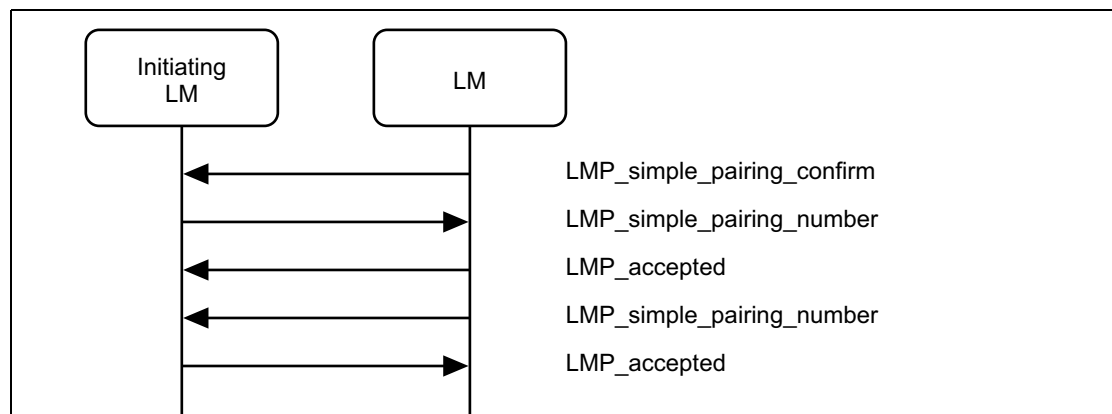 Initiating
LM
LM
LMP_simple_pairing_confirm
LMP_simple_pairing_number
LMP_accepted
LMP_simple_pairing_number
LMP_accepted